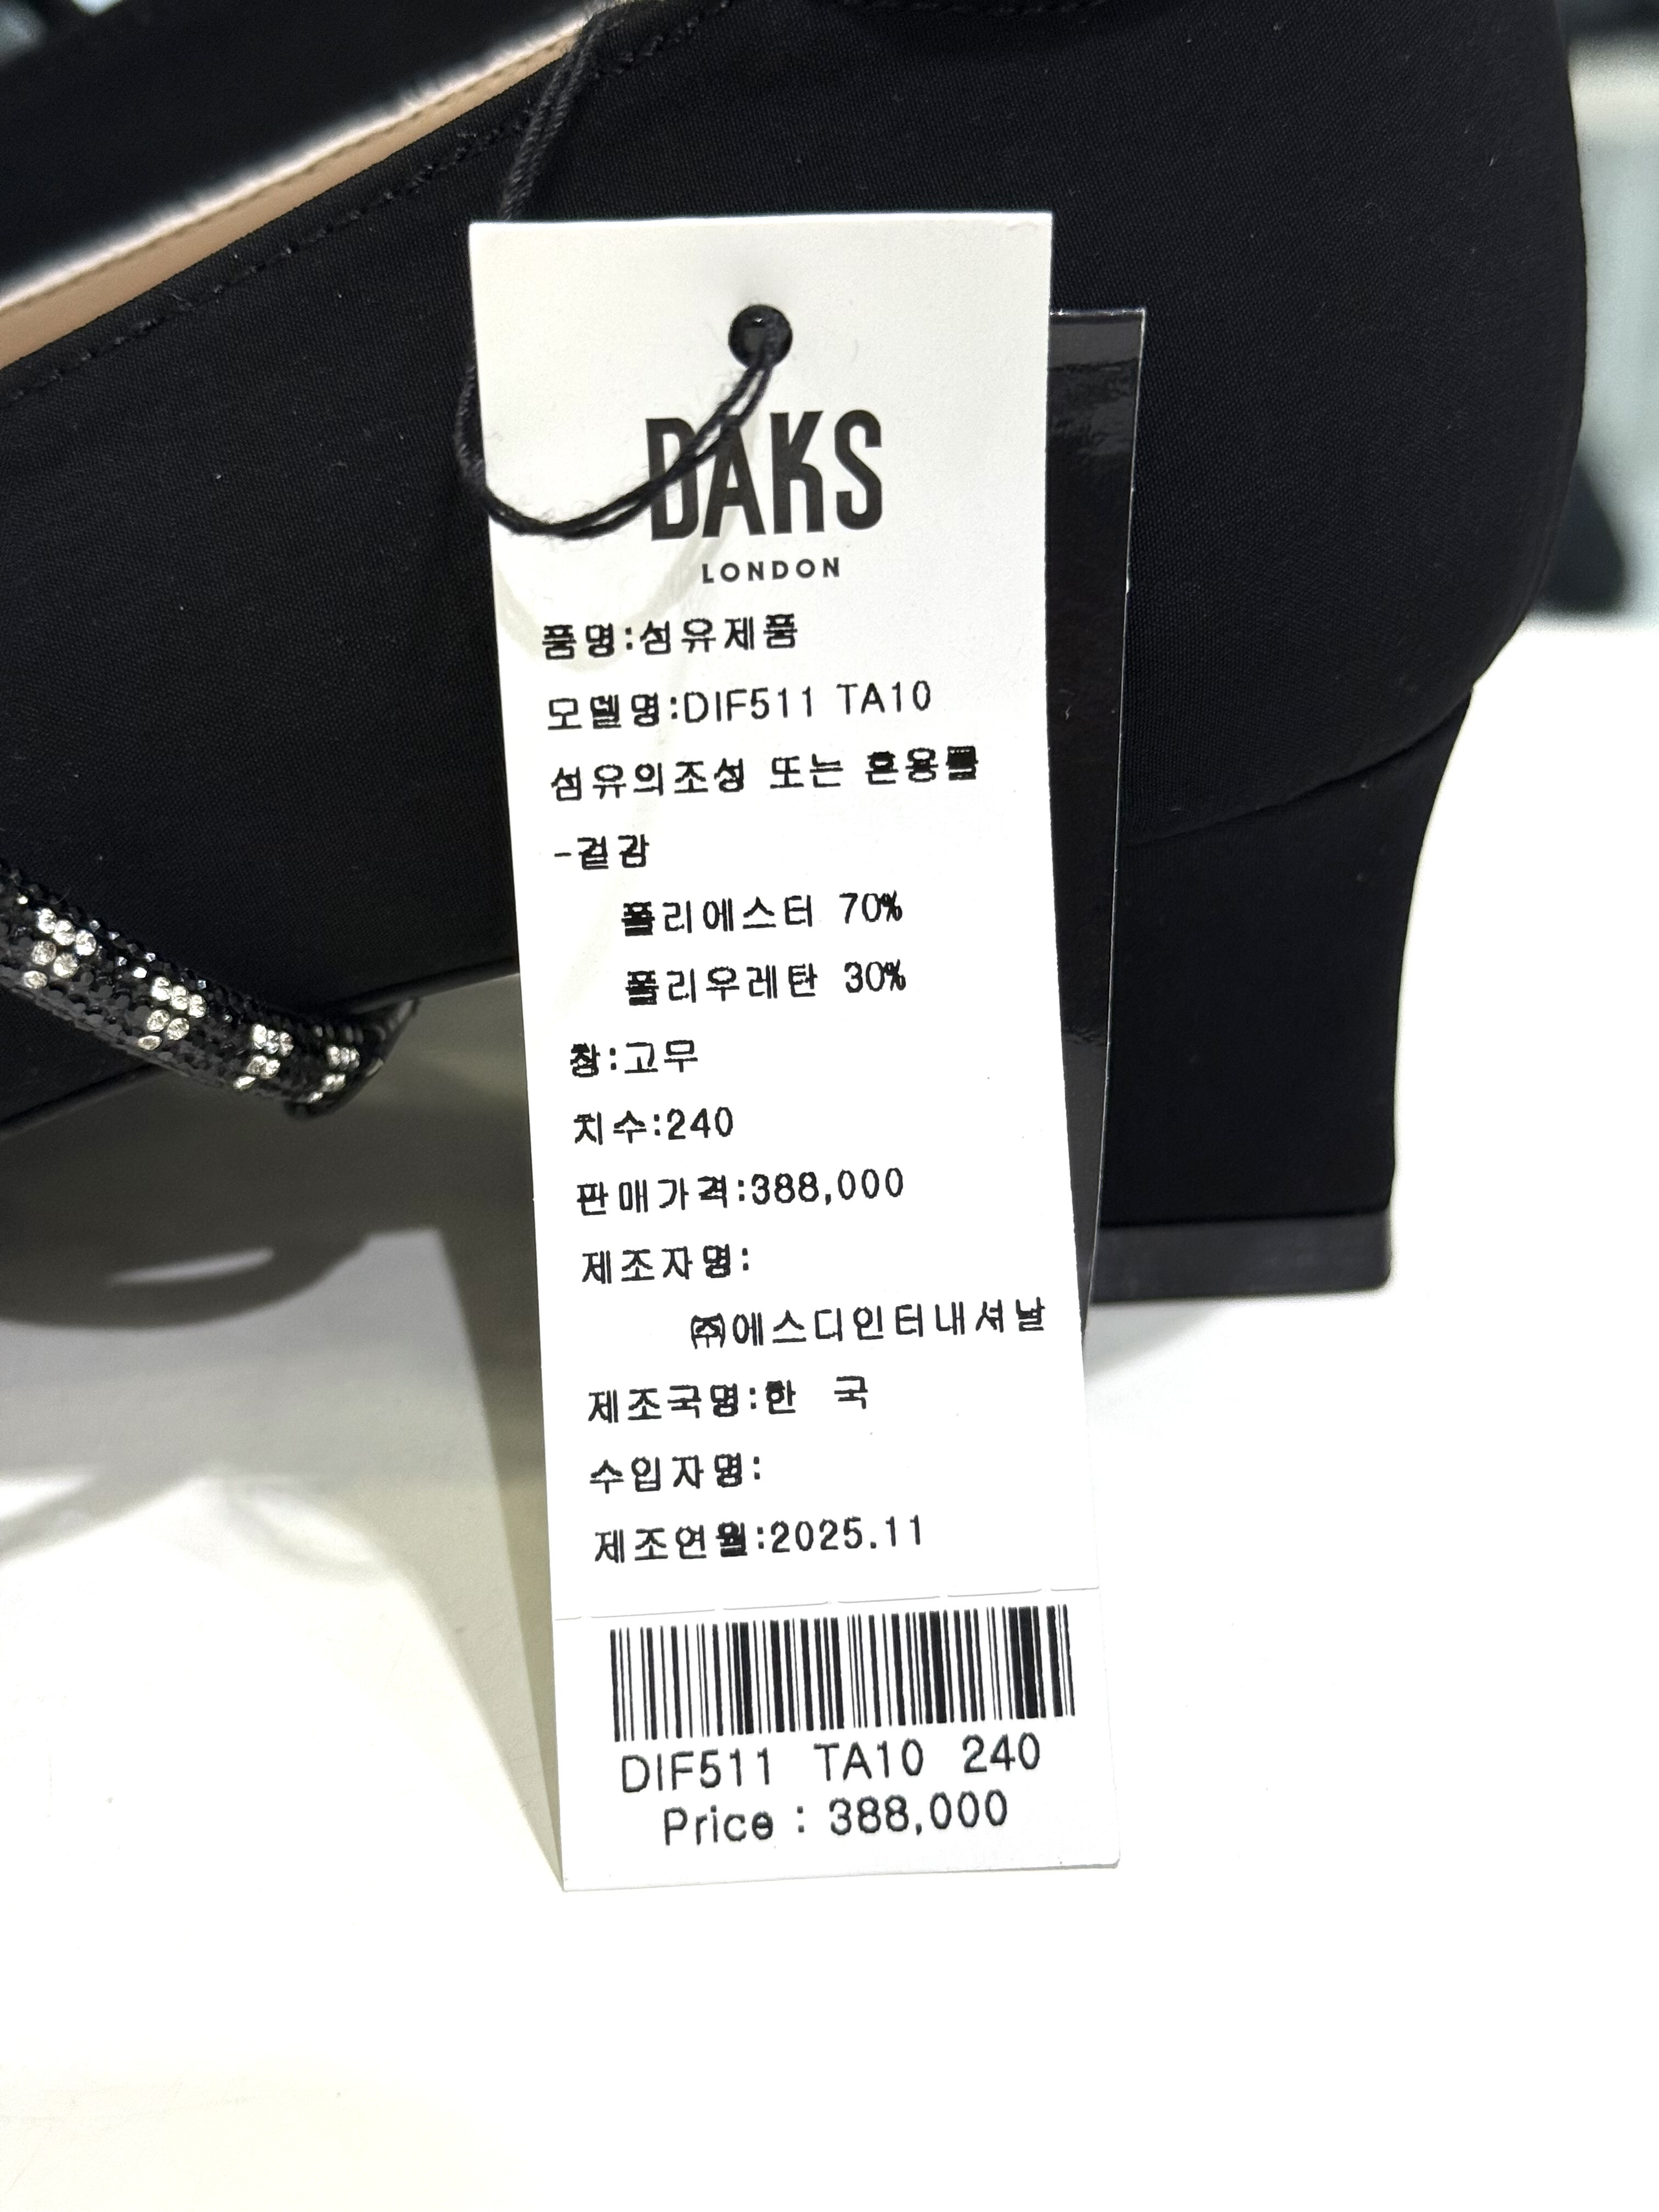 DAKS
LONDON
품명:섬유제품
모델명:DIF511 TA10
섬유의조성 또는 혼용률
-겉감
폴리에스터 70%
폴리우레탄 30%
창:고무
치수:240
판매가격:388,000
제조자명:
㈜에스디인터내셔날
제조국명:한 국
수입자명:
제조연월:2025.11
DIF511 TA10 240
Price : 388,000